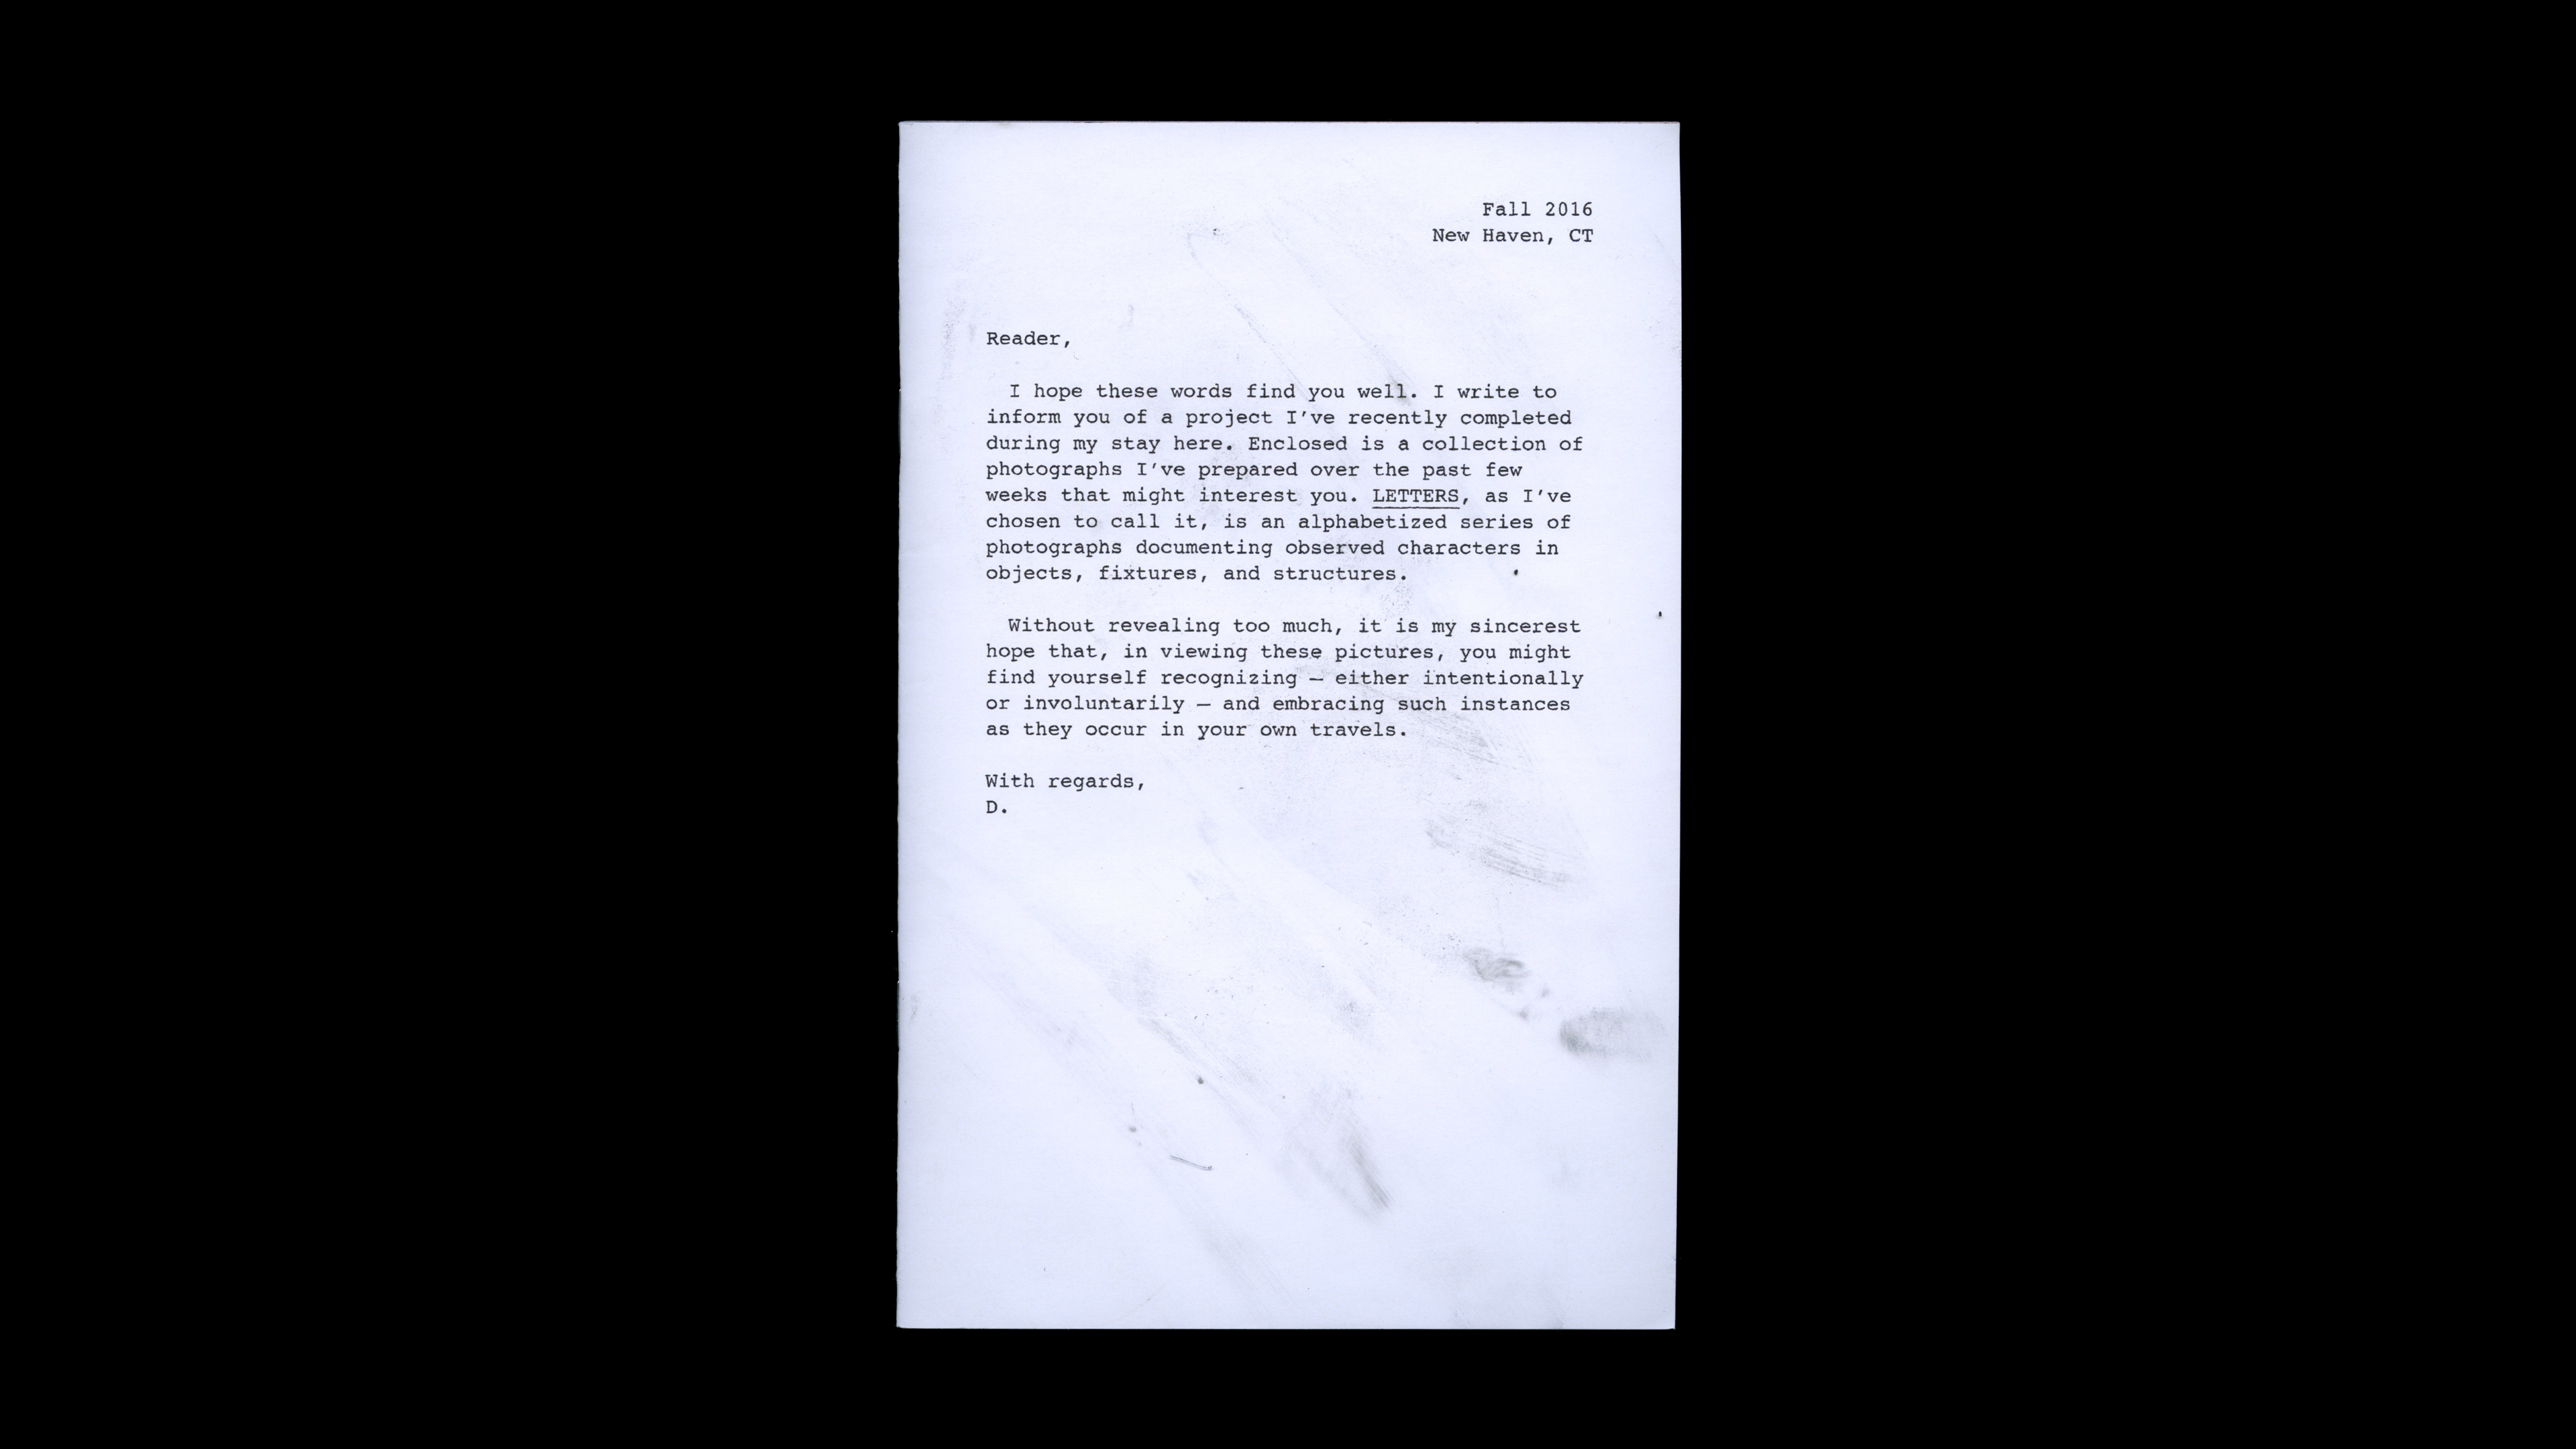 Fall 2016
New Haven, CT
Reader,
I hope these words find you well. I write to
inform you of a project I've recently completed
during my stay here. Enclosed is a collection of
photographs I've prepared over the past few
weeks that might interest you. LETTERS, as I've
chosen to call it, is an alphabetized series of
photographs documenting observed characters in
objects, fixtures, and structures.
Without revealing too much, it is my sincerest
hope that, in viewing these pictures, you might
find yourself recognizing — either intentionally
or involuntarily — and embracing such instances
as they occur in your own travels.
With regards,
D.